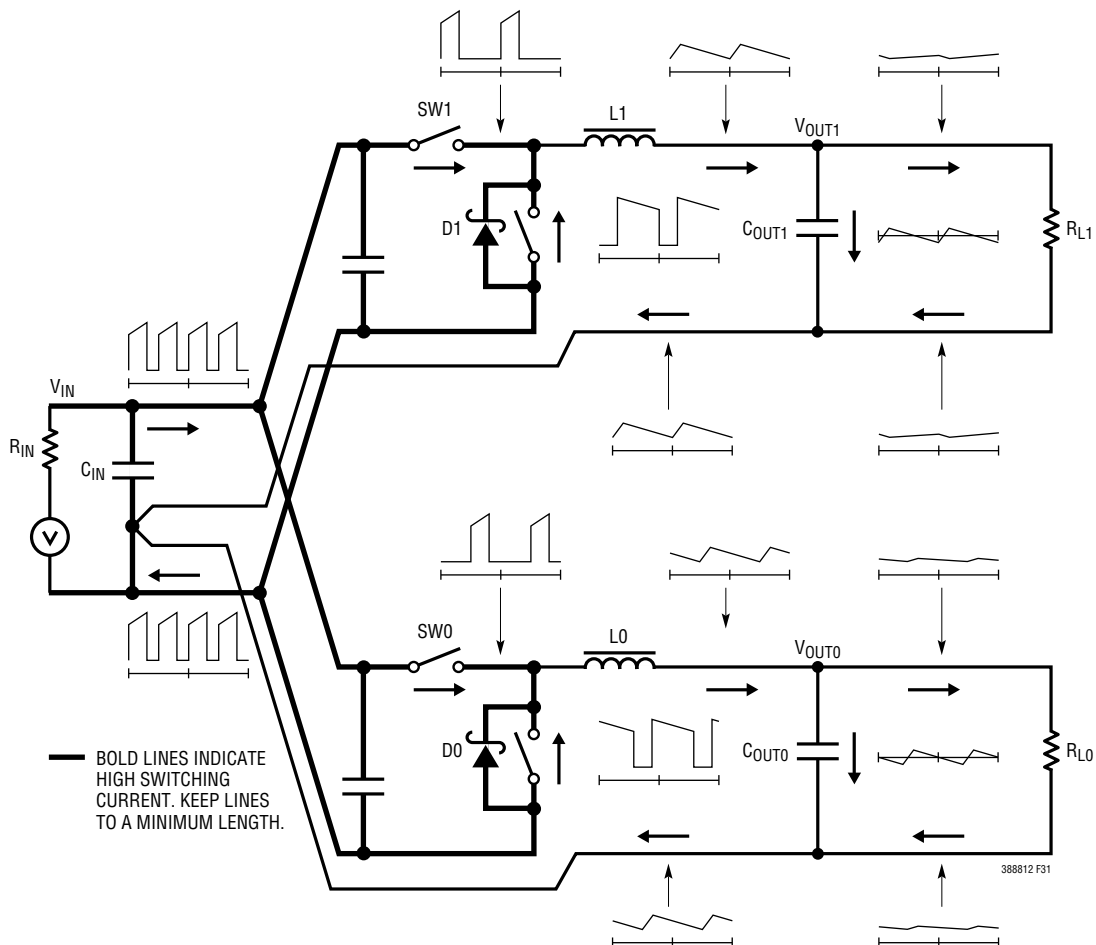 SW1
L1
VOUT1
D1
COUT1
RL1
VIN
RIN
CIN
SW0
L0
VOUT0
D0
COUT0
RL0
BOLD LINES INDICATE
HIGH SWITCHING
CURRENT. KEEP LINES
TO A MINIMUM LENGTH.
388812 F31